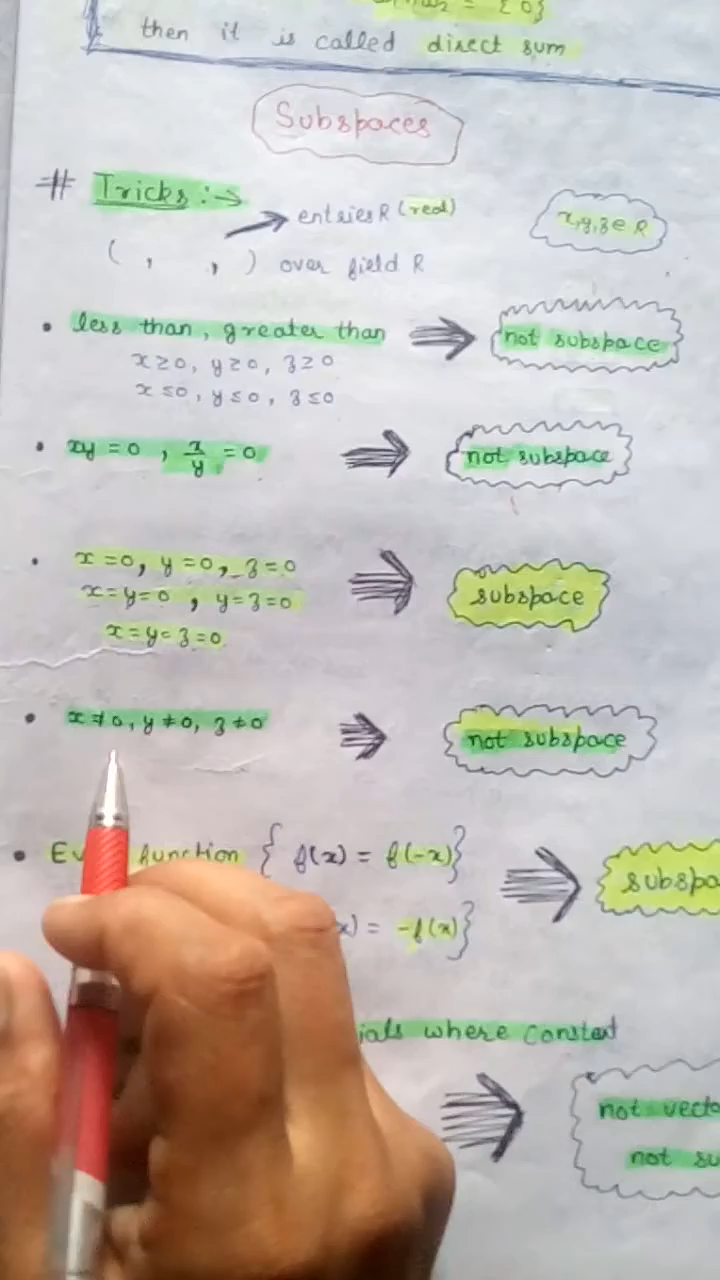 = {0}
then it is called direct sum
Subspaces
# Tricks :→
entries R (real)
x,y,z ∈ R
( , , ) over field R
• less than, greater than ⇒ not subspace
x≥0, y≥0, z≥0
x≤0, y≤0, z≤0
• xy = 0 , x/y = 0 ⇒ not subspace
• x=0, y=0, z=0
x=y=0 , y=z=0 ⇒ subspace
x=y=z=0
• x≠0, y≠0, z≠0 ⇒ not subspace
• function { f(x) = f(-x)} ⇒ subspa
x) = -f(x)}
ials where constant
not vecto
not su